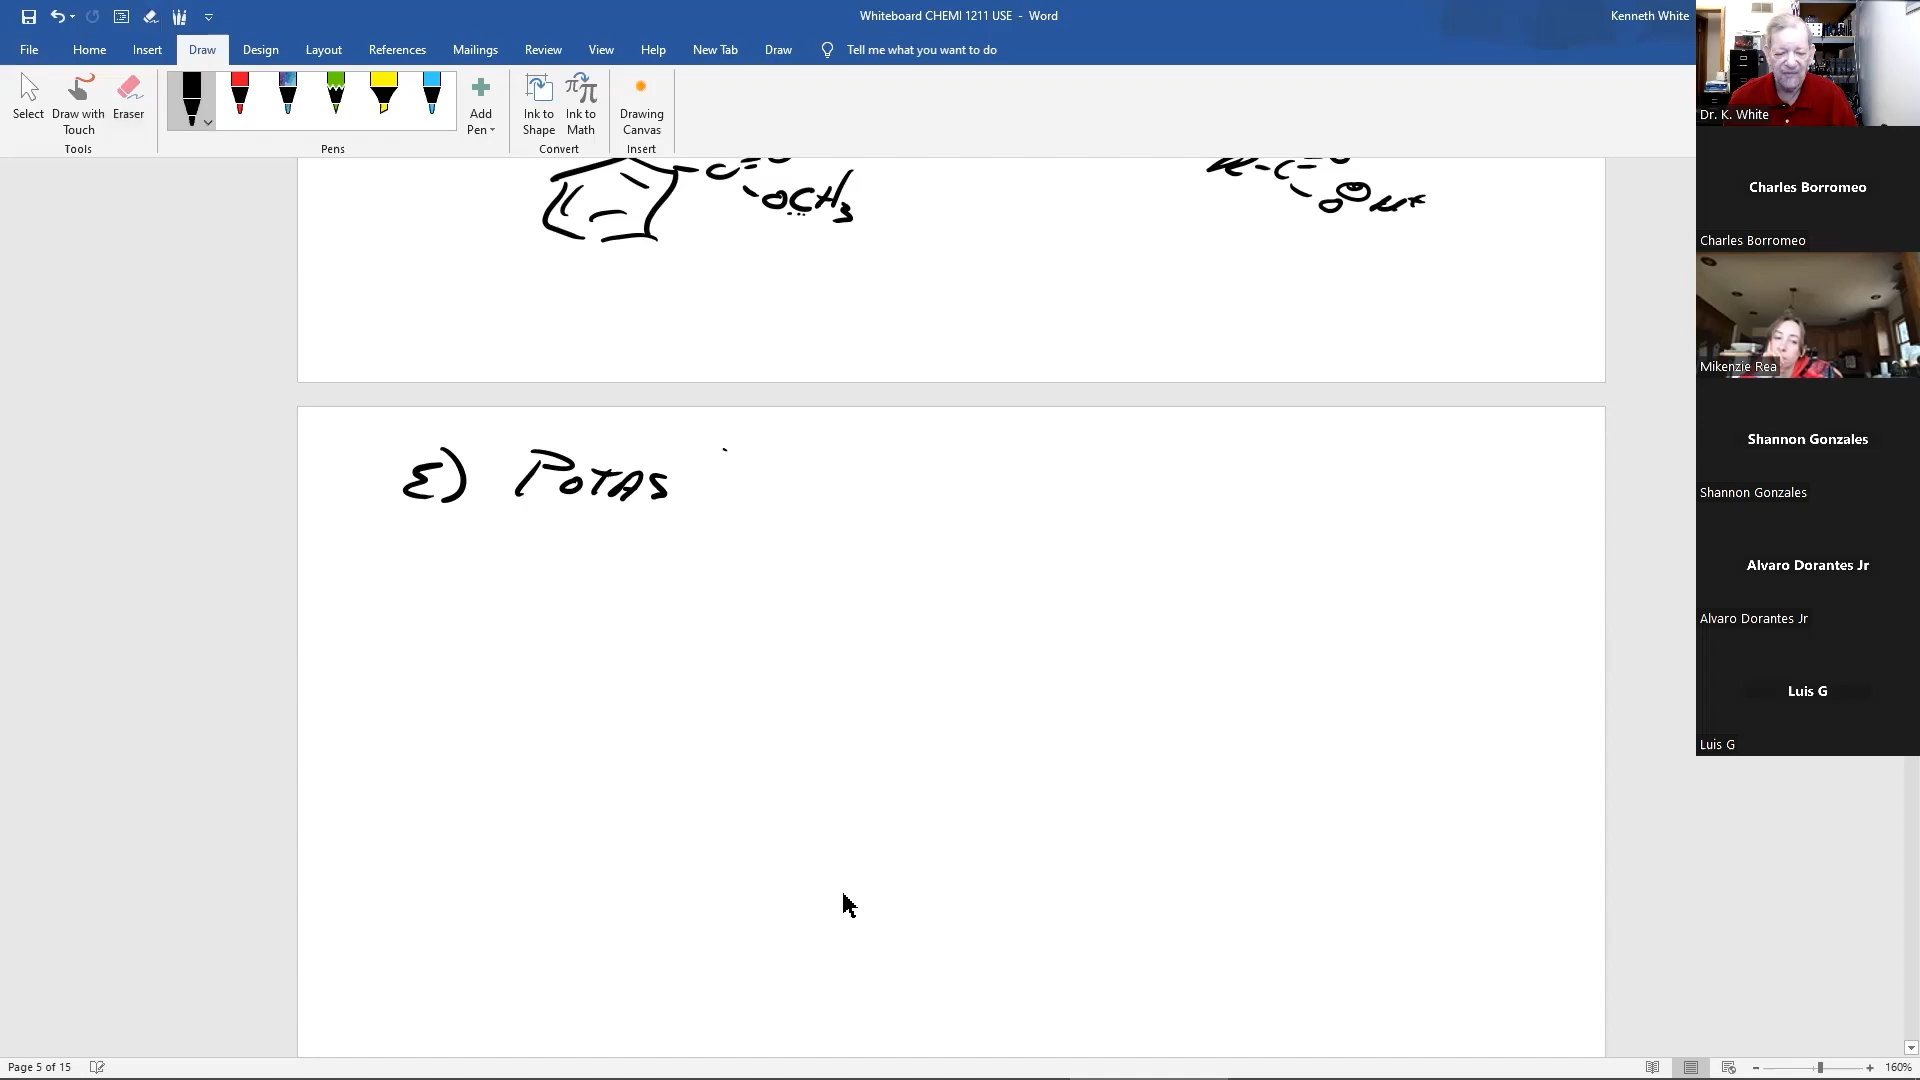 Whiteboard CHEMI 1211 USE - Word
Kenneth White
File Home Insert Draw Design Layout References Mailings Review View Help New Tab Draw Tell me what you want to do
Select Draw with Touch Eraser Add Pen Ink to Shape Ink to Math Drawing Canvas
Tools Pens Convert Insert
Dr. K. White
Charles Borromeo
Charles Borromeo
Mikenzie Rea
Shannon Gonzales
Shannon Gonzales
Alvaro Dorantes Jr
Alvaro Dorantes Jr
Luis G
Luis G
OCH3
E) POTAS
Page 5 of 15
160%